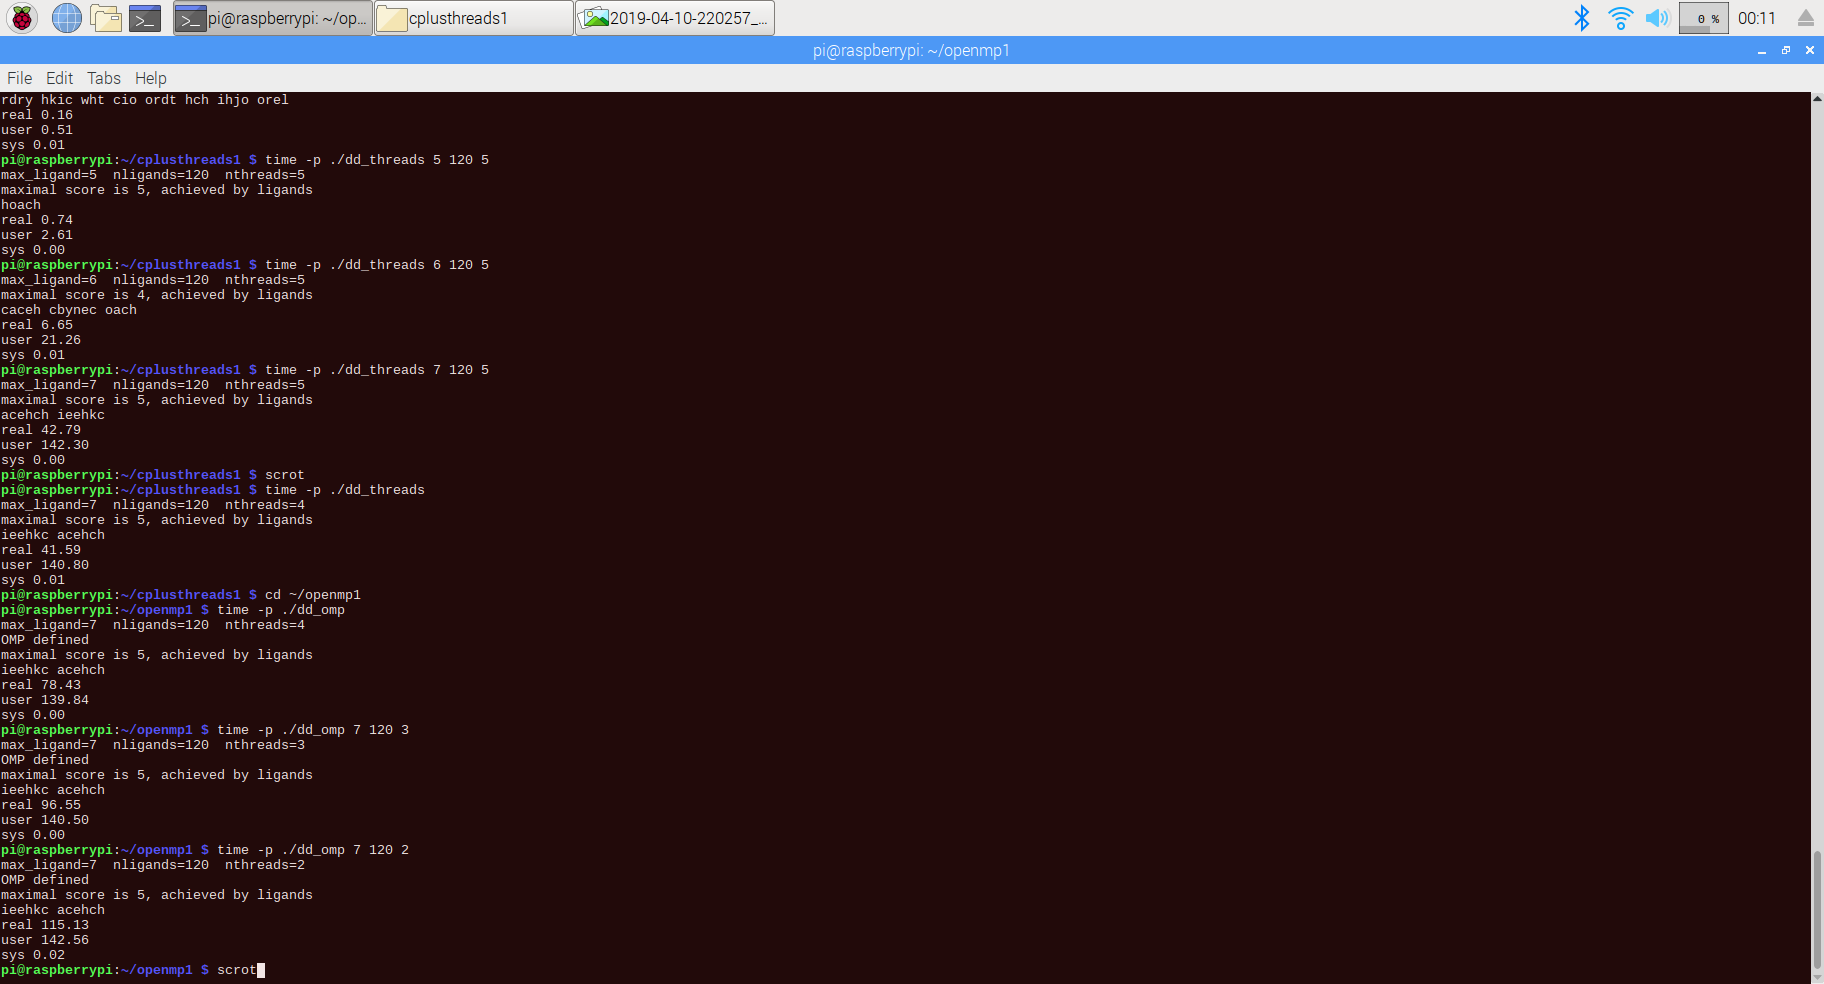 pi@raspberrypi: ~/op... cplusthreads1 2019-04-10-220257_... 0 % 00:11
pi@raspberrypi: ~/openmp1
File Edit Tabs Help
rdry hkic wht cio ordt hch ihjo orel
real 0.16
user 0.51
sys 0.01
pi@raspberrypi:~/cplusthreads1 $ time -p ./dd_threads 5 120 5
max_ligand=5  nligands=120  nthreads=5
maximal score is 5, achieved by ligands
hoach
real 0.74
user 2.61
sys 0.00
pi@raspberrypi:~/cplusthreads1 $ time -p ./dd_threads 6 120 5
max_ligand=6  nligands=120  nthreads=5
maximal score is 4, achieved by ligands
caceh cbynec oach
real 6.65
user 21.26
sys 0.01
pi@raspberrypi:~/cplusthreads1 $ time -p ./dd_threads 7 120 5
max_ligand=7  nligands=120  nthreads=5
maximal score is 5, achieved by ligands
acehch ieehkc
real 42.79
user 142.30
sys 0.00
pi@raspberrypi:~/cplusthreads1 $ scrot
pi@raspberrypi:~/cplusthreads1 $ time -p ./dd_threads
max_ligand=7  nligands=120  nthreads=4
maximal score is 5, achieved by ligands
ieehkc acehch
real 41.59
user 140.80
sys 0.01
pi@raspberrypi:~/cplusthreads1 $ cd ~/openmp1
pi@raspberrypi:~/openmp1 $ time -p ./dd_omp
max_ligand=7  nligands=120  nthreads=4
OMP defined
maximal score is 5, achieved by ligands
ieehkc acehch
real 78.43
user 139.84
sys 0.00
pi@raspberrypi:~/openmp1 $ time -p ./dd_omp 7 120 3
max_ligand=7  nligands=120  nthreads=3
OMP defined
maximal score is 5, achieved by ligands
ieehkc acehch
real 96.55
user 140.50
sys 0.00
pi@raspberrypi:~/openmp1 $ time -p ./dd_omp 7 120 2
max_ligand=7  nligands=120  nthreads=2
OMP defined
maximal score is 5, achieved by ligands
ieehkc acehch
real 115.13
user 142.56
sys 0.02
pi@raspberrypi:~/openmp1 $ scrot